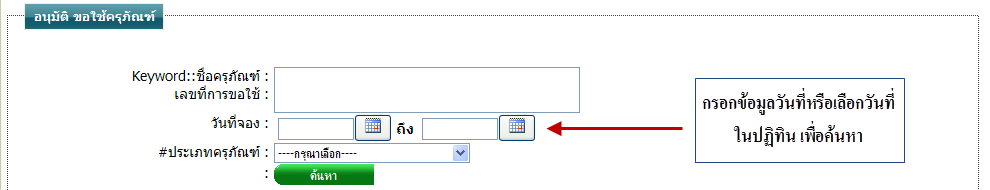 อนุมัติ ขอใช้ครุภัณฑ์
Keyword::ชื่อครุภัณฑ์ :
เลขที่การขอใช้ :
วันที่จอง : ถึง
กรอกข้อมูลวันที่หรือเลือกวันที่
ในปฏิทิน เพื่อค้นหา
#ประเภทครุภัณฑ์ : ----กรุณาเลือก----
: ค้นหา